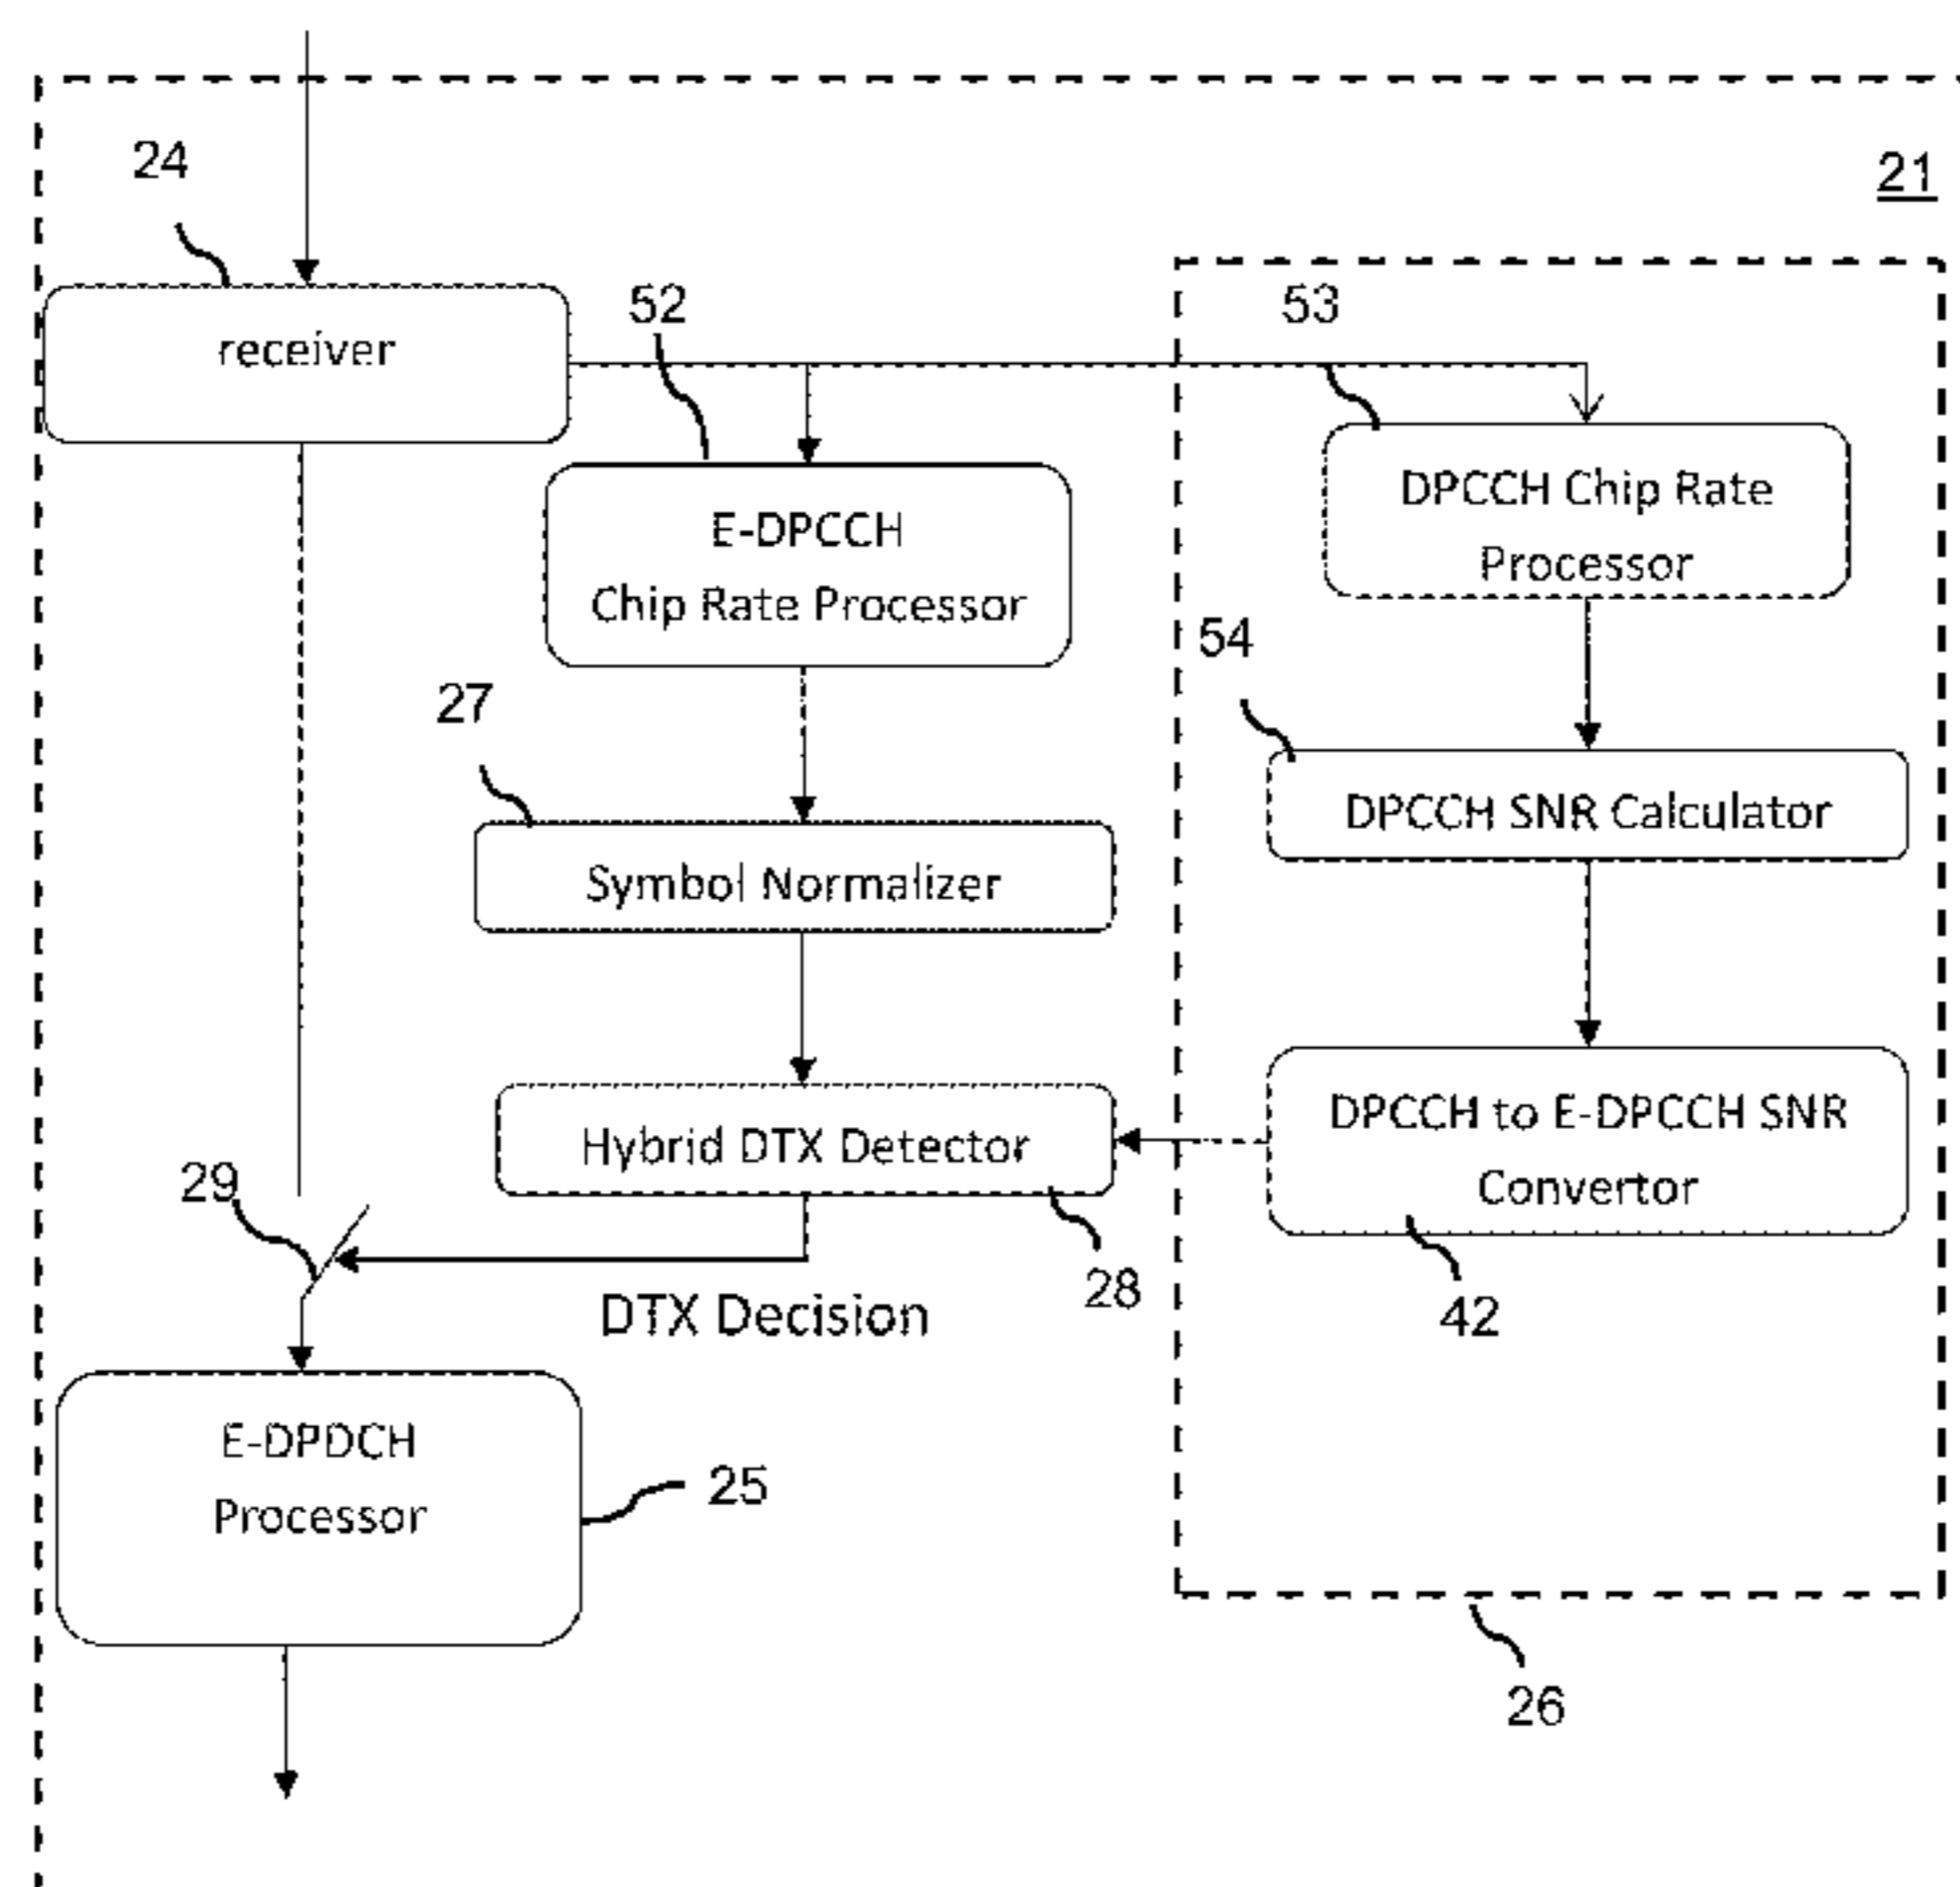 24
21
receiver
52
53
E-DPCCH
Chip Rate Processor
DPCCH Chip Rate
Processor
54
27
DPCCH SNR Calculator
Symbol Normalizer
Hybrid DTX Detector
DPCCH to E-DPCCH SNR
Convertor
29
28
42
DTX Decision
E-DPDCH
Processor
25
26